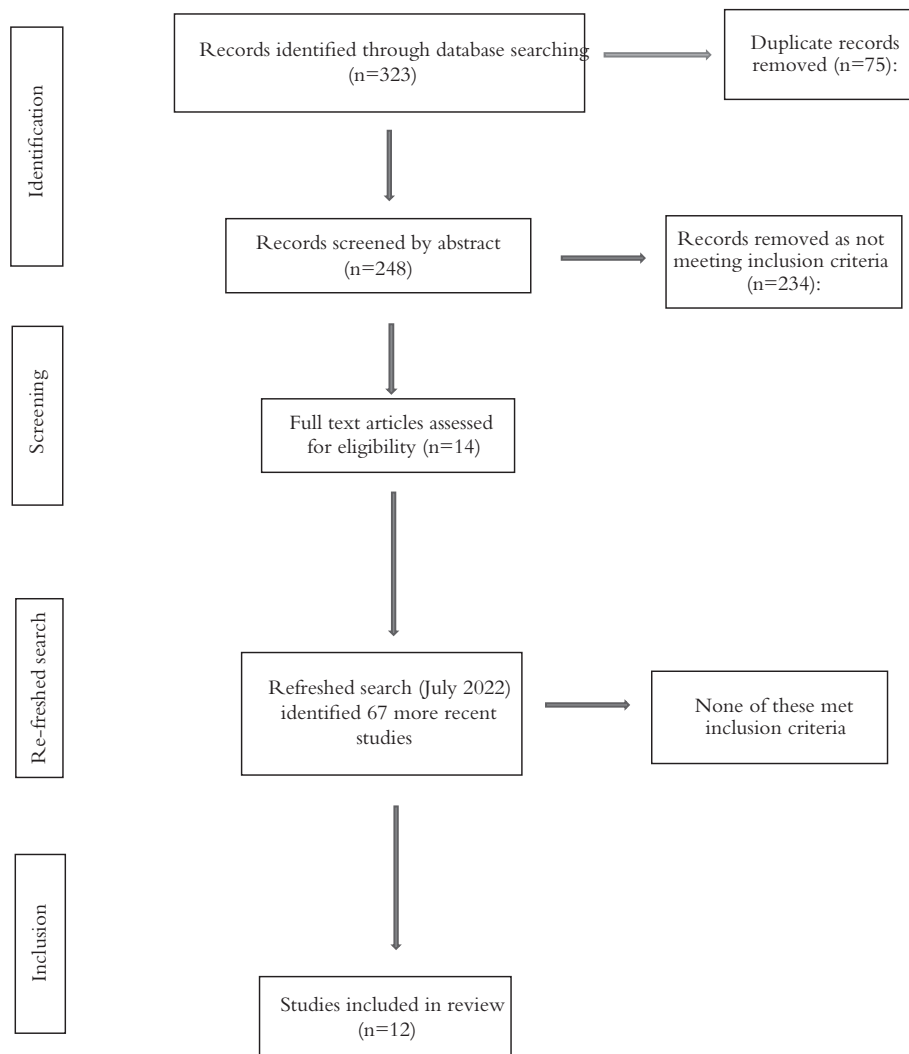 Identification
Records identified through database searching
(n=323)
Duplicate records
removed (n=75):
Records screened by abstract
(n=248)
Records removed as not
meeting inclusion criteria
(n=234):
Screening
Full text articles assessed
for eligibility (n=14)
Re-freshed search
Refreshed search (July 2022)
identified 67 more recent
studies
None of these met
inclusion criteria
Inclusion
Studies included in review
(n=12)